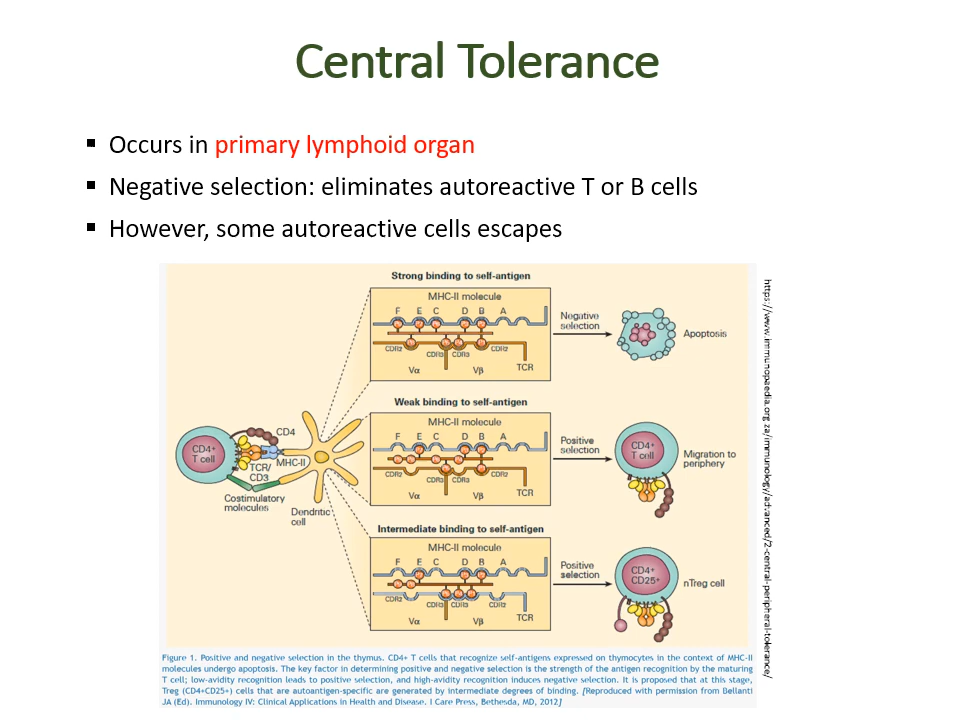 Central Tolerance
▪ Occurs in primary lymphoid organ
▪ Negative selection: eliminates autoreactive T or B cells
▪ However, some autoreactive cells escapes
Strong binding to self-antigen
MHC-II molecule
F E C D B A
CDR2 CDR3 CDR3
Vα Vβ TCR
Negative
selection
Apoptosis
Weak binding to self-antigen
MHC-II molecule
F E C D B A
CDR2 CDR3 CDR3 CDR2
Vα Vβ TCR
Positive
selection
CD4+
T cell
Migration to
periphery
CD4+
T cell
CD4
TCR/
CD3
MHC-II
Costimulatory
molecules
Dendritic
cell
Intermediate binding to self-antigen
MHC-II molecule
F E C D B A
CDR2 CDR3 CDR3 CDR2
Vα Vβ TCR
Positive
selection
CD4+
CD25+
nTreg cell
https://www.immunopaedia.org.za/immunology/advanced/2-central-peripheral-tolerance/
Figure 1. Positive and negative selection in the thymus. CD4+ T cells that recognize self-antigens expressed on thymocytes in the context of MHC-II
molecules undergo apoptosis. The key factor in determining positive and negative selection is the strength of the antigen recognition by the maturing
T cell; low-avidity recognition leads to positive selection, and high-avidity recognition induces negative selection. It is proposed that at this stage,
Treg (CD4+CD25+) cells that are autoantigen-specific are generated by intermediate degrees of binding. [Reproduced with permission from Bellanti
JA (Ed). Immunology IV: Clinical Applications in Health and Disease. I Care Press, Bethesda, MD, 2012]